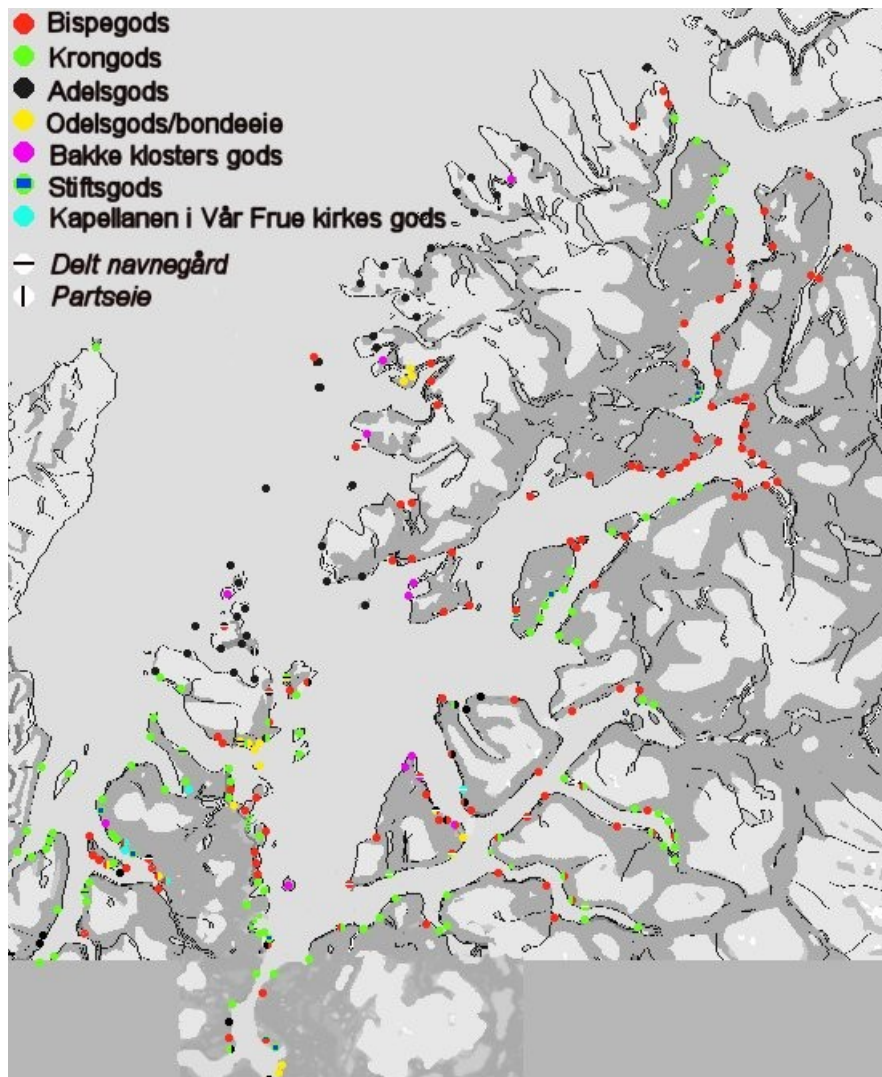 Bispegods
Krongods
Adelsgods
Odelsgods/bondeeie
Bakke klosters gods
Stiftsgods
Kapellanen i Vår Frue kirkes gods
Delt navnegård
Partseie